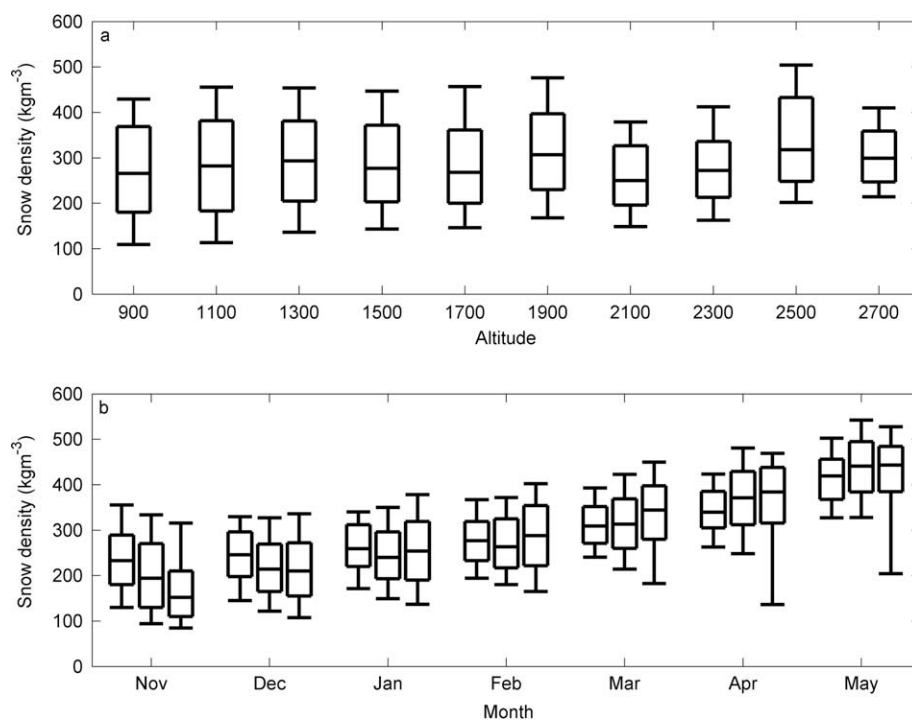 a
600
500
400
300
200
100
0
Snow density (kgm⁻³)
900 1100 1300 1500 1700 1900 2100 2300 2500 2700
Altitude
b
600
500
400
300
200
100
0
Snow density (kgm⁻³)
Nov Dec Jan Feb Mar Apr May
Month